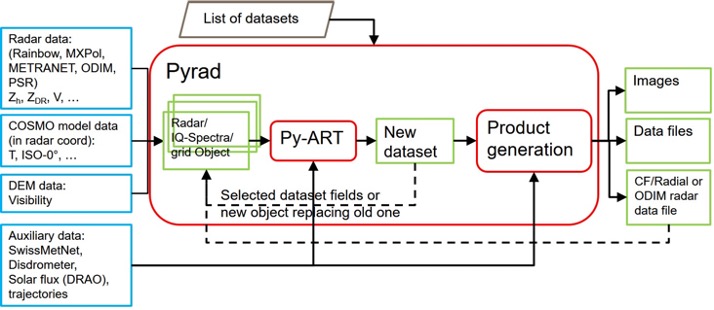 List of datasets
Radar data:
(Rainbow, MXPol,
METRANET, ODIM,
PSR)
Zh, ZDR, V, …
COSMO model data
(in radar coord):
T, ISO-0°, …
DEM data:
Visibility
Auxiliary data:
SwissMetNet,
Disdrometer,
Solar flux (DRAO),
trajectories
Pyrad
Radar/
IQ-Spectra/
grid Object
Py-ART
New
dataset
Product
generation
Selected dataset fields or
new object replacing old one
Images
Data files
CF/Radial or
ODIM radar
data file